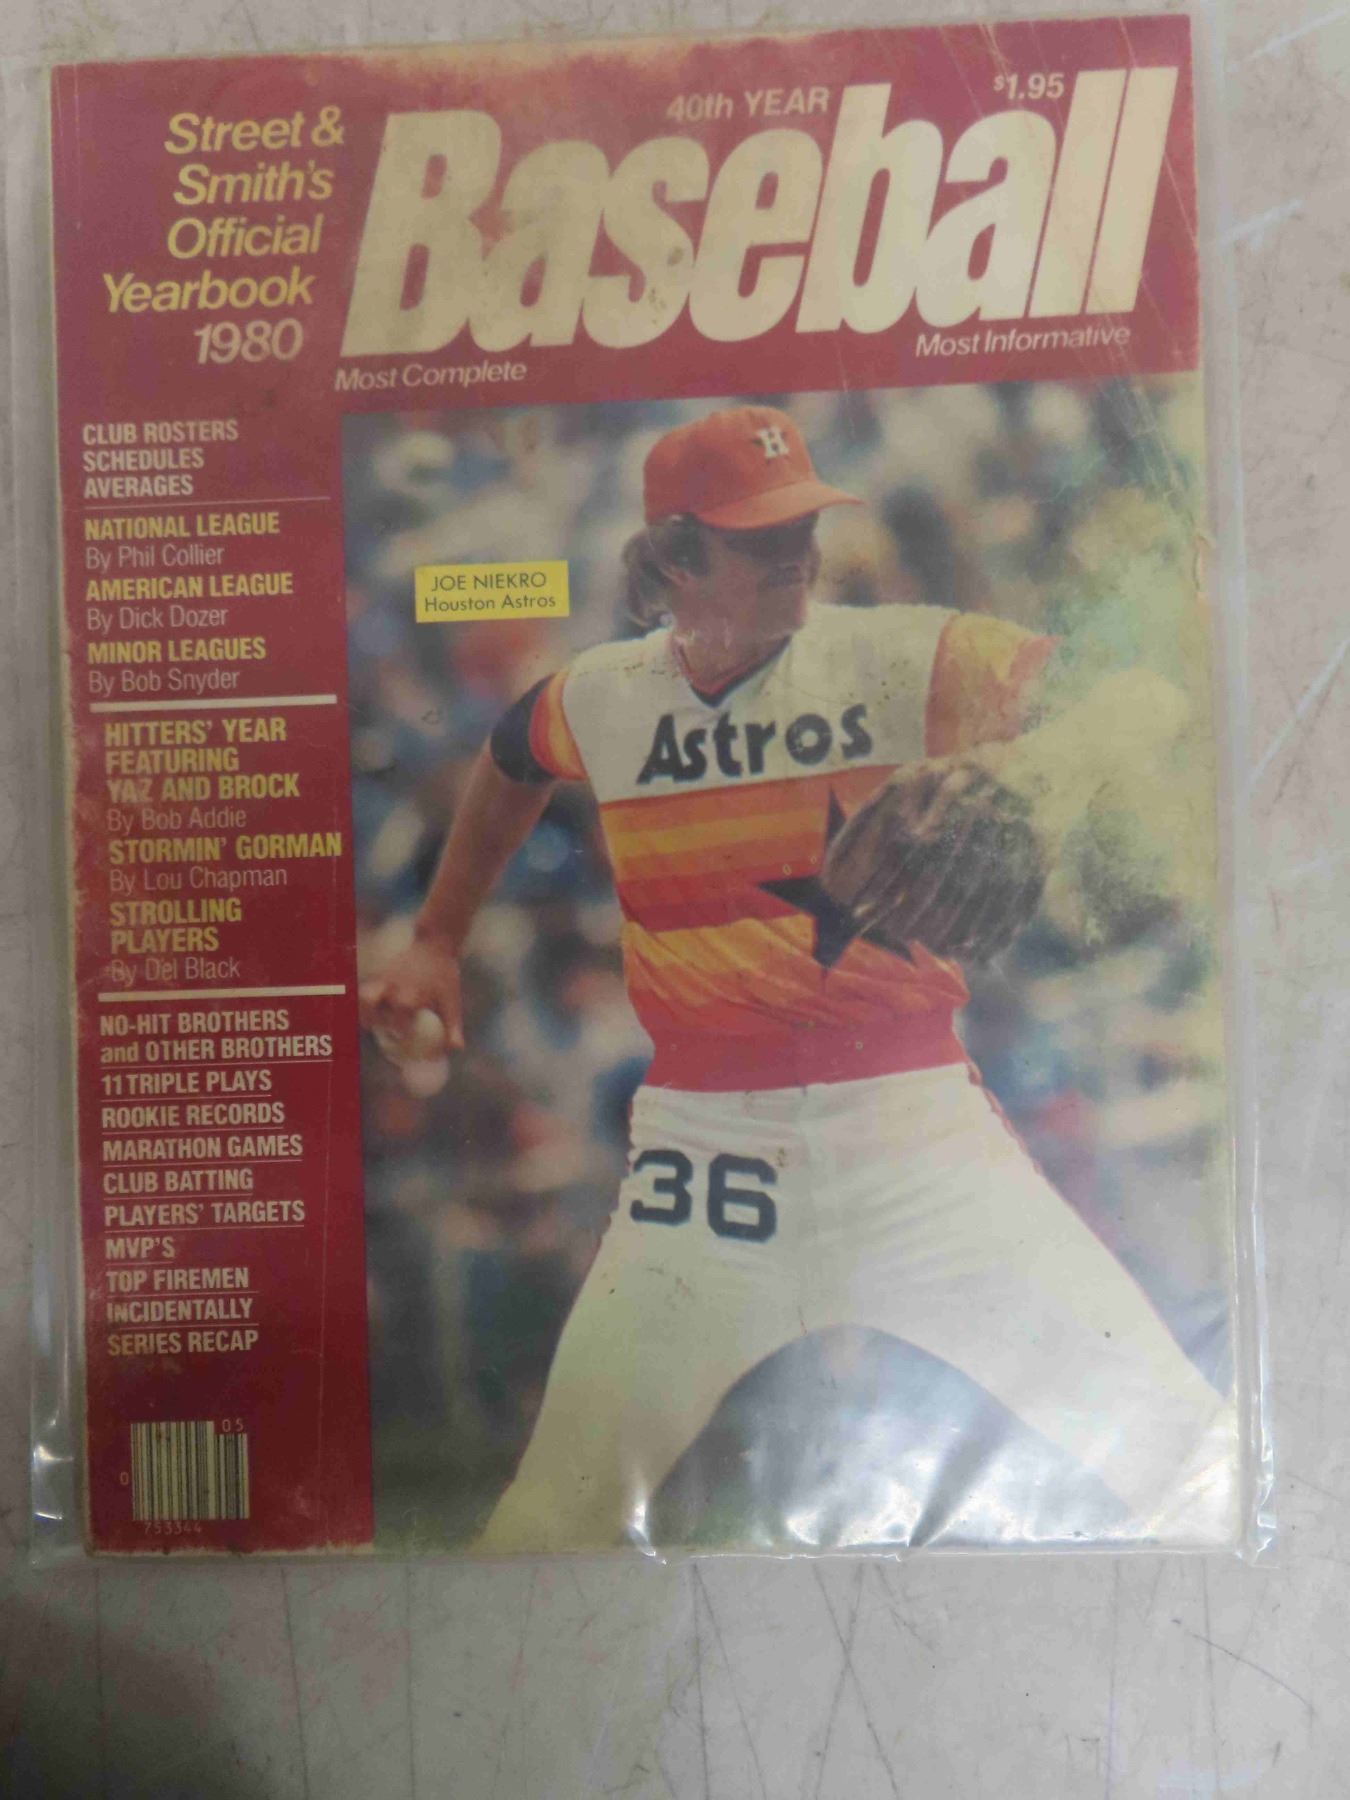 40th YEAR
$1.95
Street &
Smith's
Official
Yearbook
1980
Baseball
Most Complete
Most Informative
CLUB ROSTERS
SCHEDULES
AVERAGES
NATIONAL LEAGUE
By Phil Collier
AMERICAN LEAGUE
By Dick Dozer
MINOR LEAGUES
By Bob Snyder
HITTERS' YEAR
FEATURING
YAZ AND BROCK
By Bob Addie
STORMIN' GORMAN
By Lou Chapman
STROLLING
PLAYERS
By Del Black
NO-HIT BROTHERS
and OTHER BROTHERS
11 TRIPLE PLAYS
ROOKIE RECORDS
MARATHON GAMES
CLUB BATTING
PLAYERS' TARGETS
MVP'S
TOP FIREMEN
INCIDENTALLY
SERIES RECAP
05
0
753344
H
JOE NIEKRO
Houston Astros
Astros
36